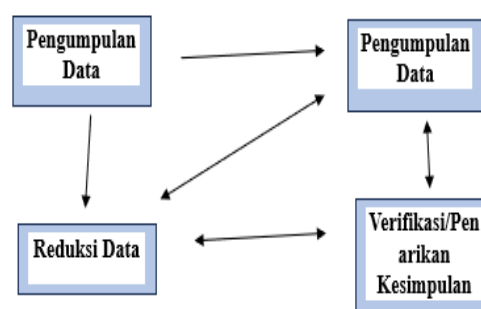 Pengumpulan
Data
Pengumpulan
Data
Reduksi Data
Verifikasi/Pen
arikan
Kesimpulan